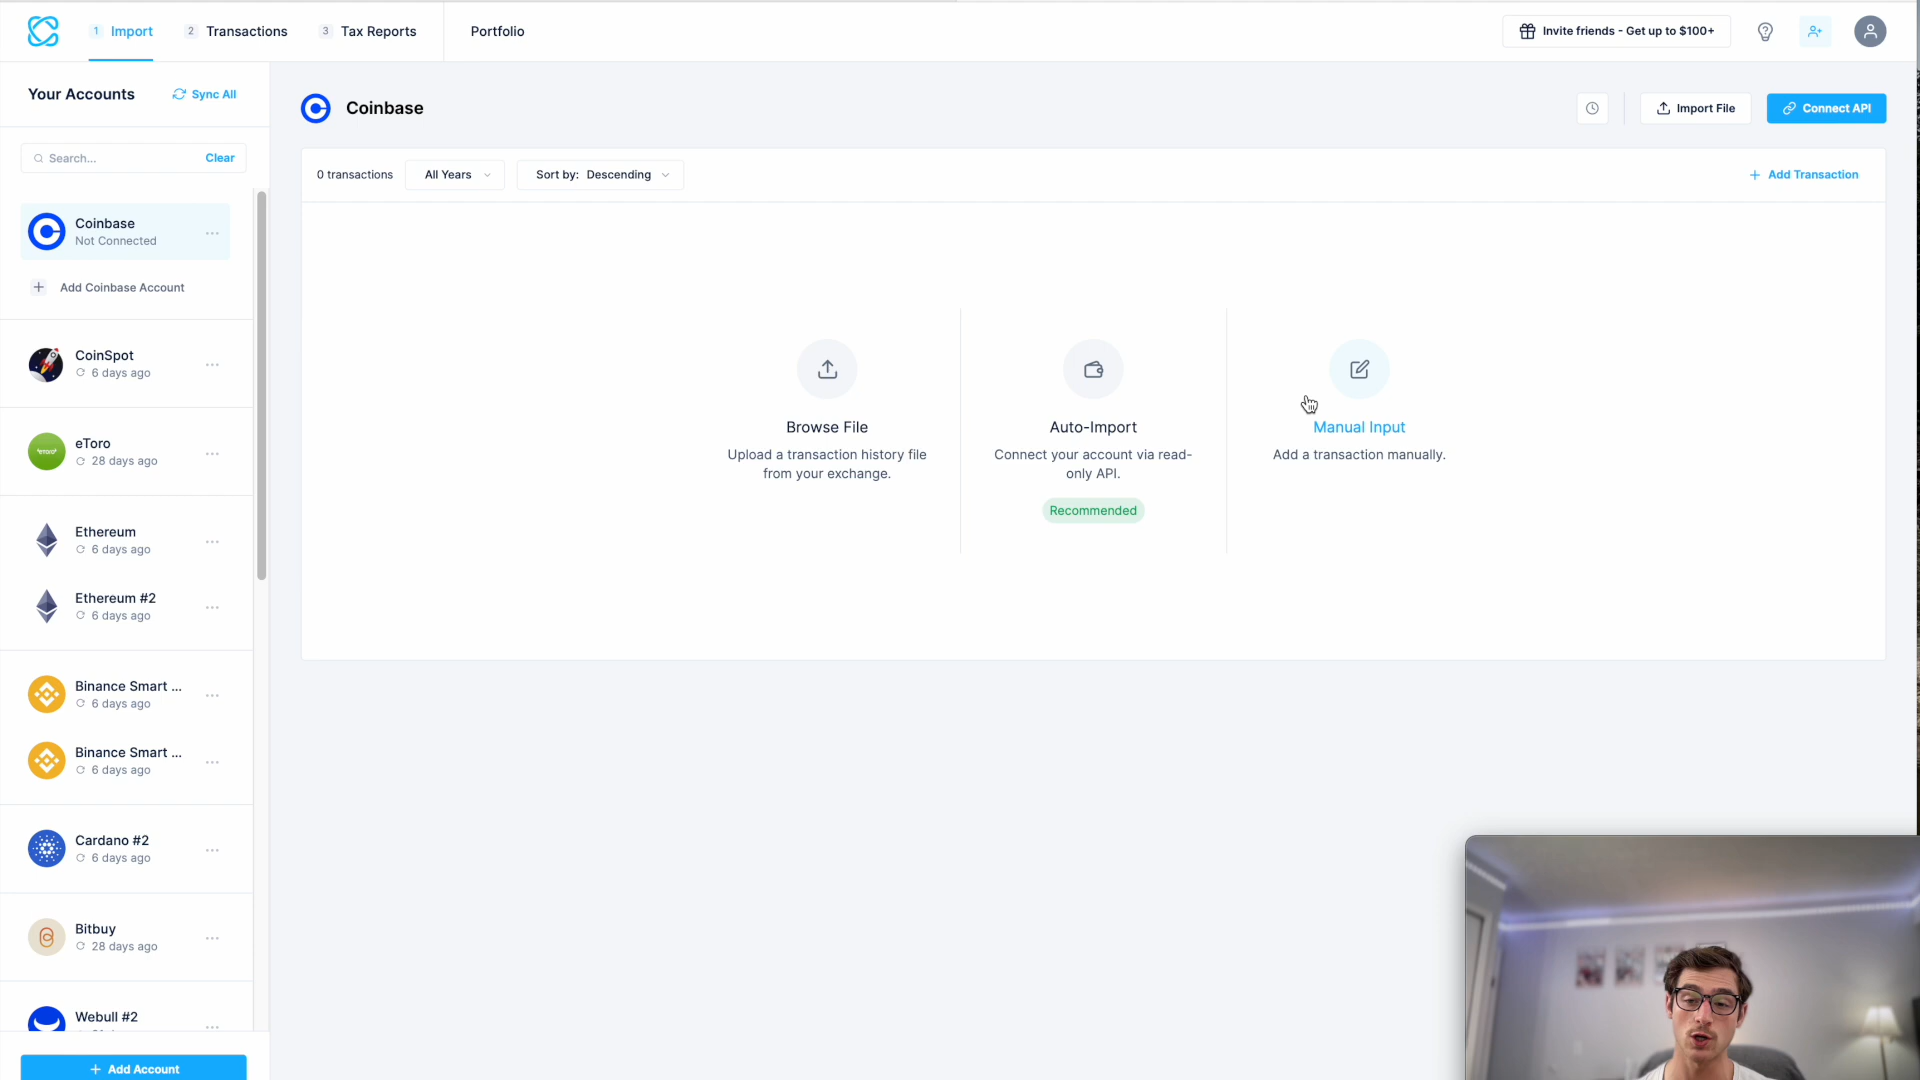 1 Import
2 Transactions
3 Tax Reports
Portfolio
Invite friends - Get up to $100+
Your Accounts
Sync All
Search...
Clear
Coinbase
Not Connected
Add Coinbase Account
CoinSpot
6 days ago
eToro
eToro
28 days ago
Ethereum
6 days ago
Ethereum #2
6 days ago
Binance Smart ...
6 days ago
Binance Smart ...
6 days ago
Cardano #2
6 days ago
Bitbuy
28 days ago
Webull #2
Add Account
Coinbase
Import File
Connect API
0 transactions
All Years
Sort by: Descending
Add Transaction
Browse File
Upload a transaction history file
from your exchange.
Auto-Import
Connect your account via read-
only API.
Recommended
Manual Input
Add a transaction manually.